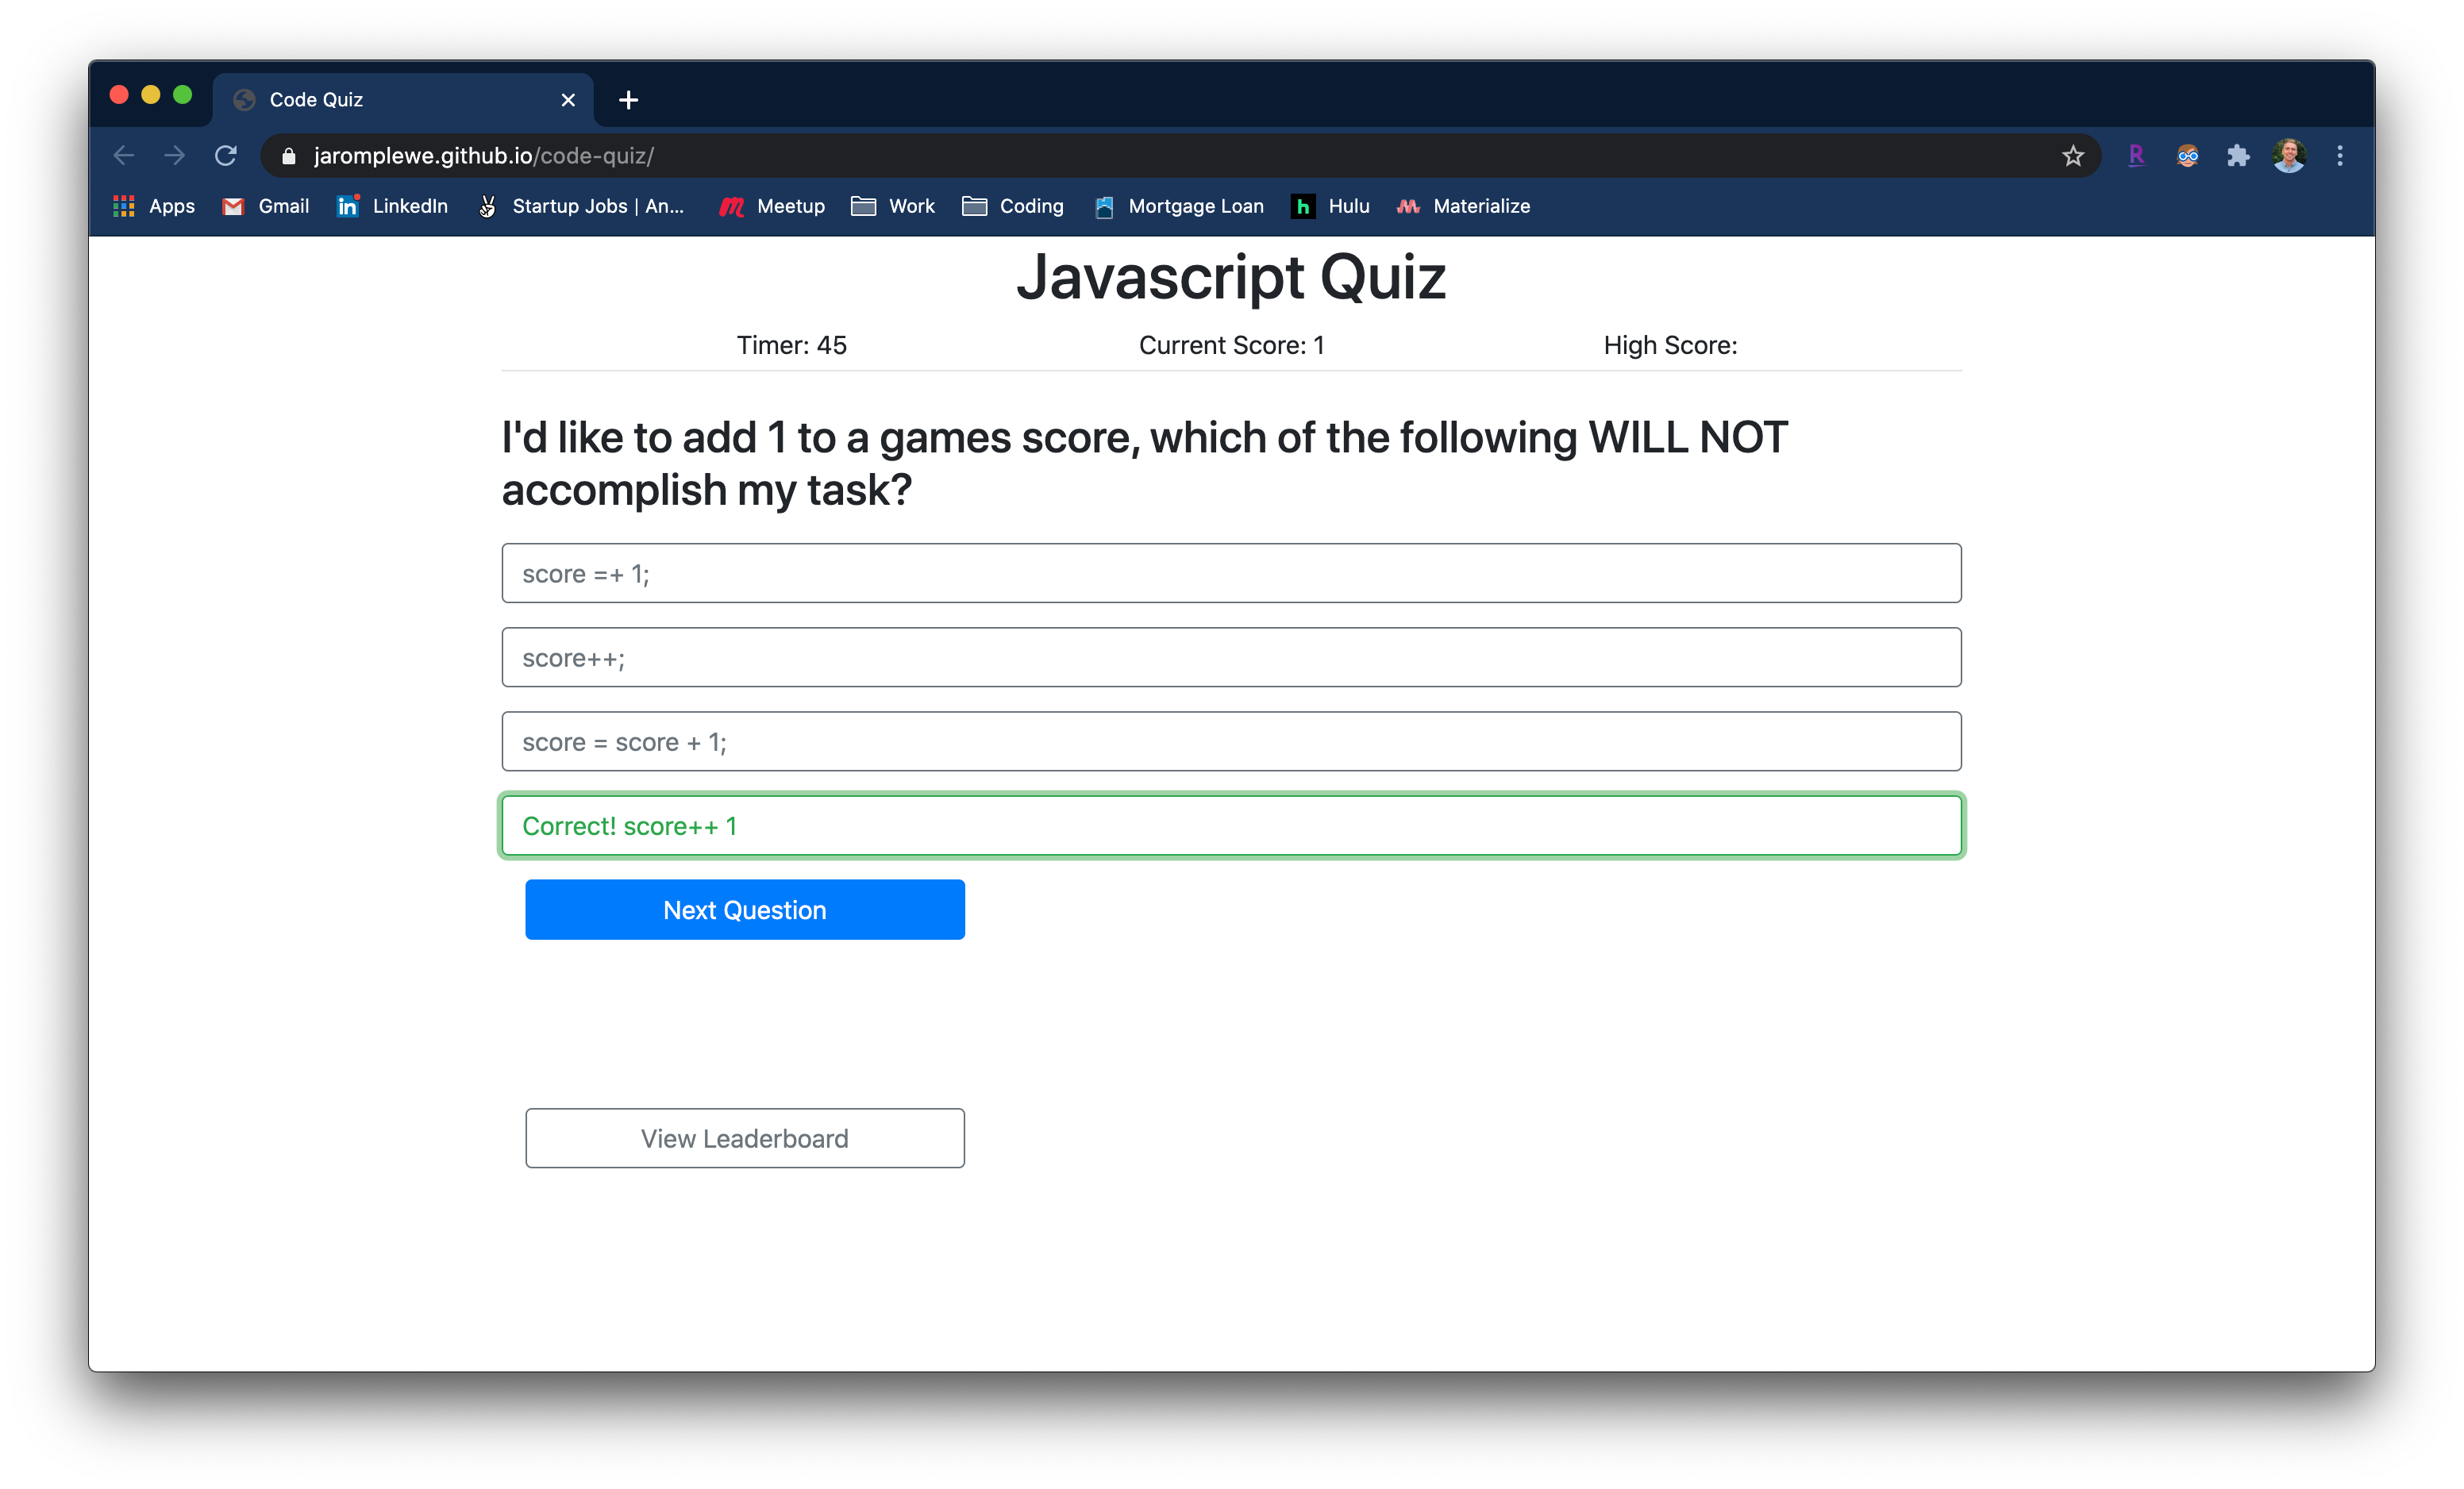 Code Quiz
jaromplewe.github.io/code-quiz/
R
Apps Gmail in LinkedIn Startup Jobs | An... m Meetup Work Coding Mortgage Loan h Hulu Materialize
Javascript Quiz
Timer: 45 Current Score: 1 High Score:
I'd like to add 1 to a games score, which of the following WILL NOT
accomplish my task?
score =+ 1;
score++;
score = score + 1;
Correct! score++ 1
Next Question
View Leaderboard